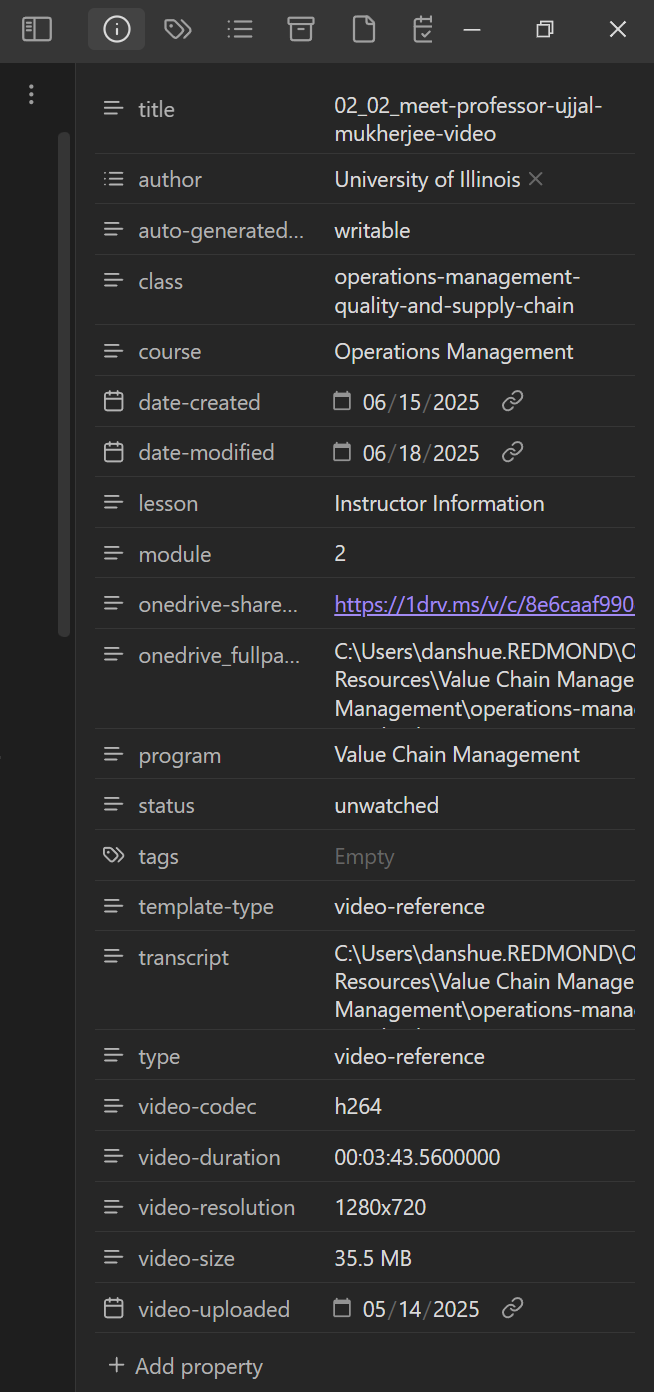 title
02_02_meet-professor-ujjal-
mukherjee-video
author
University of Illinois
auto-generated...
writable
class
operations-management-
quality-and-supply-chain
course
Operations Management
date-created
06/15/2025
date-modified
06/18/2025
lesson
Instructor Information
module
2
onedrive-share...
https://1drv.ms/v/c/8e6caaf990
onedrive_fullpa...
C:\Users\danshue.REDMOND\O
Resources\Value Chain Manage
Management\operations-mana
program
Value Chain Management
status
unwatched
tags
Empty
template-type
video-reference
transcript
C:\Users\danshue.REDMOND\O
Resources\Value Chain Manage
Management\operations-mana
type
video-reference
video-codec
h264
video-duration
00:03:43.5600000
video-resolution
1280x720
video-size
35.5 MB
video-uploaded
05/14/2025
Add property